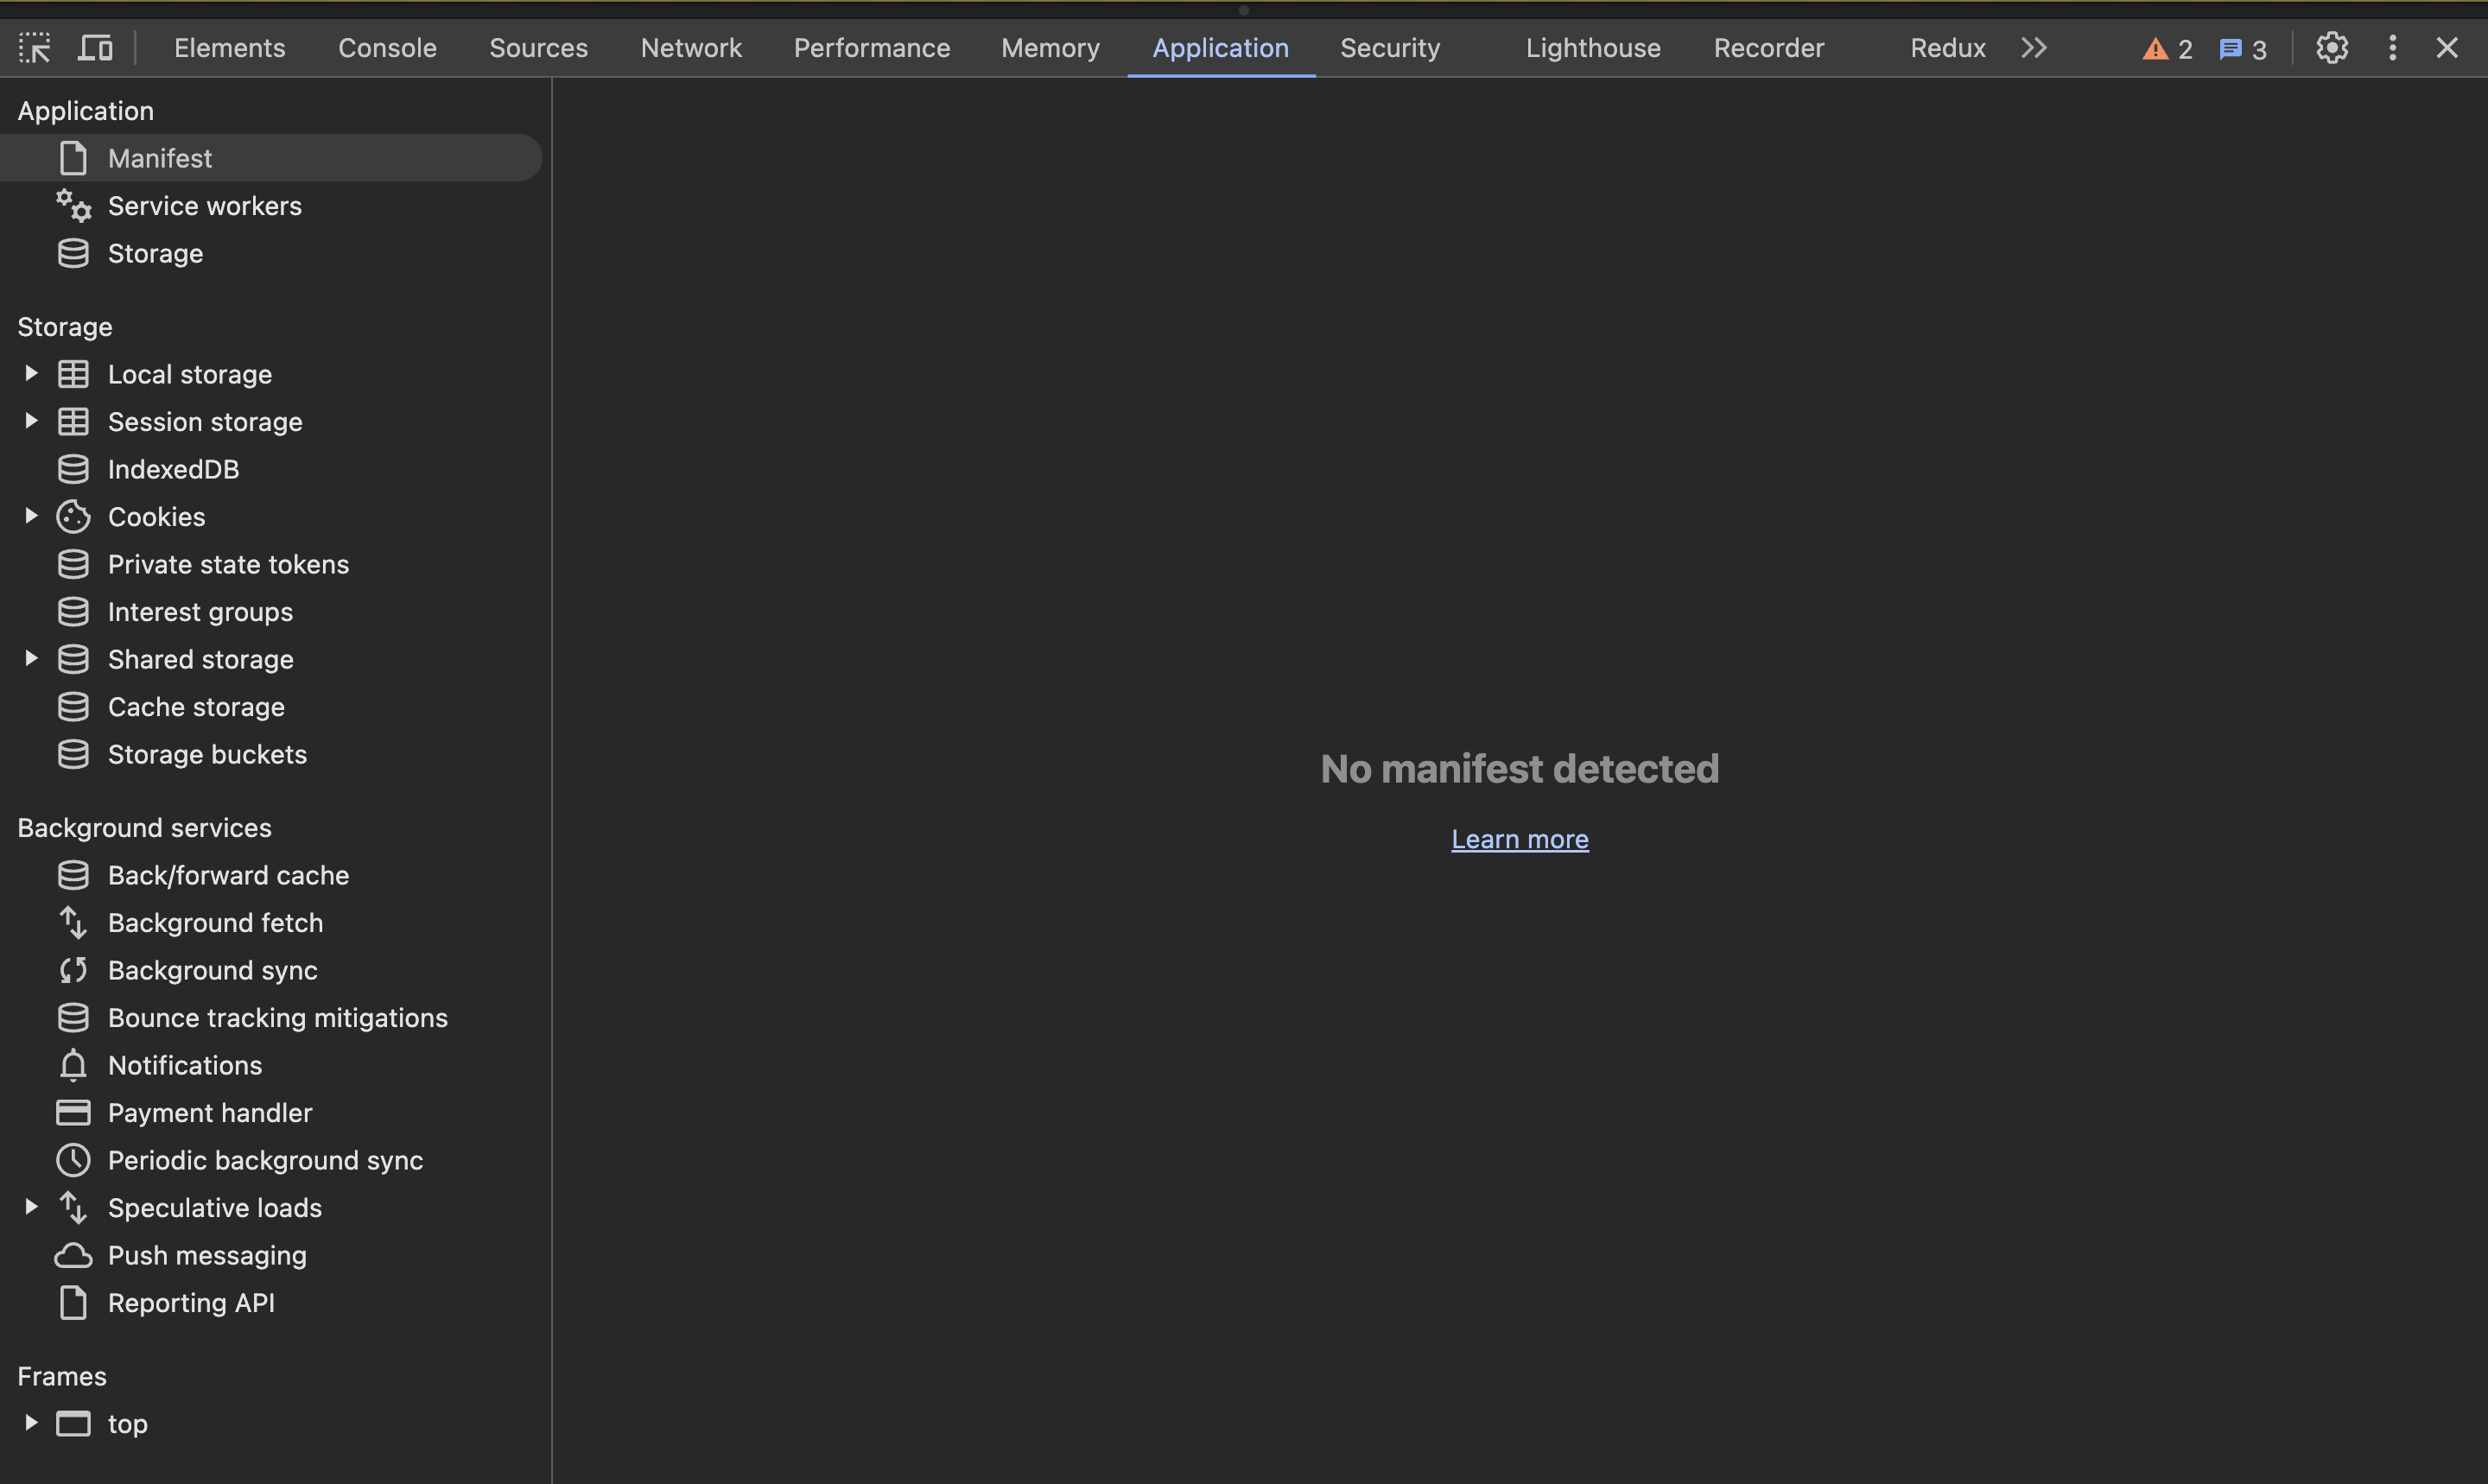 Elements Console Sources Network Performance Memory Application Security Lighthouse Recorder Redux 2 3
Application
Manifest
Service workers
Storage
Storage
Local storage
Session storage
IndexedDB
Cookies
Private state tokens
Interest groups
Shared storage
Cache storage
Storage buckets
Background services
Back/forward cache
Background fetch
Background sync
Bounce tracking mitigations
Notifications
Payment handler
Periodic background sync
Speculative loads
Push messaging
Reporting API
Frames
top
No manifest detected
Learn more